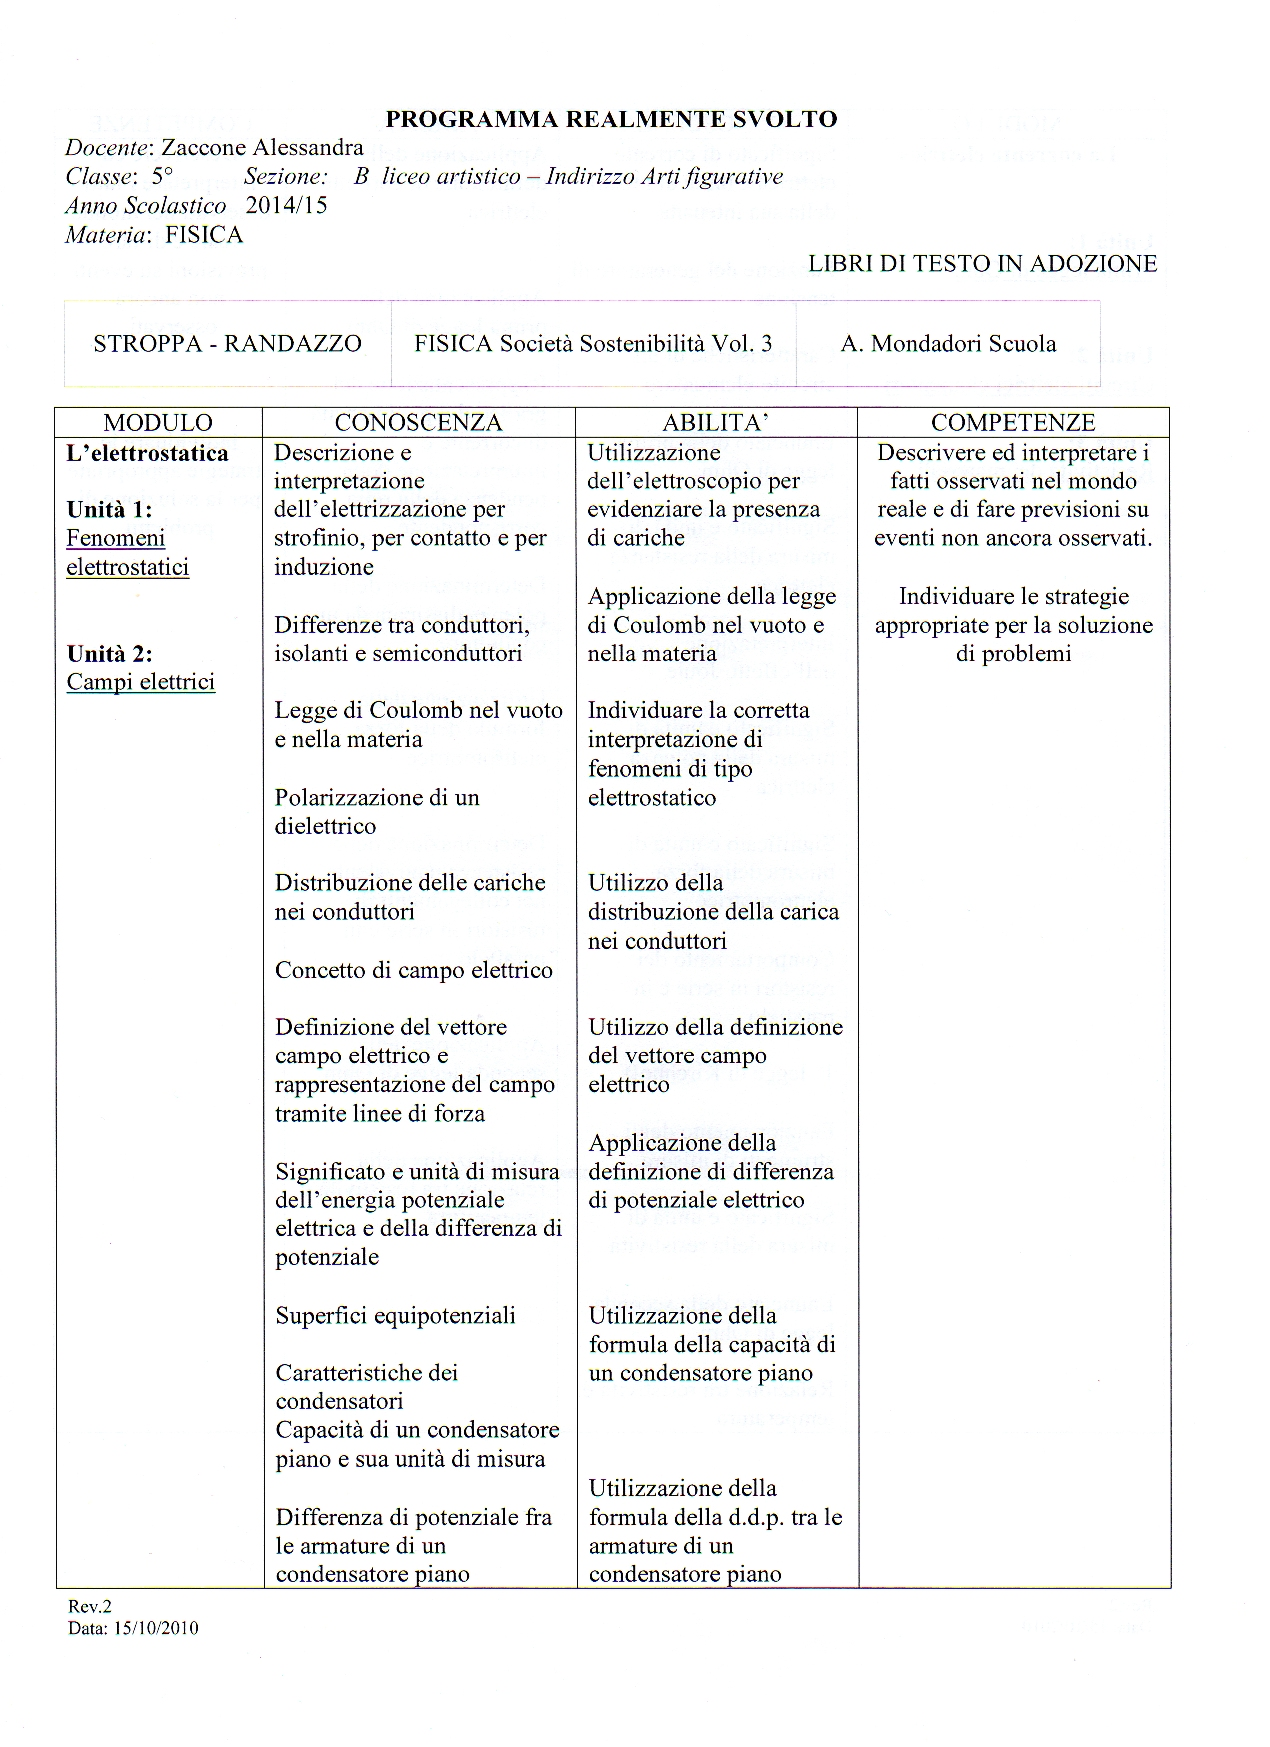 PROGRAMMA REALMENTE SVOLTO
Docente: Zaccone Alessandra
Classe: 5° Sezione: B liceo artistico – Indirizzo Arti figurative
Anno Scolastico 2014/15
Materia: FISICA
LIBRI DI TESTO IN ADOZIONE
STROPPA - RANDAZZO FISICA Società Sostenibilità Vol. 3 A. Mondadori Scuola
MODULO CONOSCENZA ABILITA' COMPETENZE
L'elettrostatica
Unità 1:
Fenomeni
elettrostatici
Unità 2:
Campi elettrici
Descrizione e
interpretazione
dell'elettrizzazione per
strofinio, per contatto e per
induzione
Differenze tra conduttori,
isolanti e semiconduttori
Legge di Coulomb nel vuoto
e nella materia
Polarizzazione di un
dielettrico
Distribuzione delle cariche
nei conduttori
Concetto di campo elettrico
Definizione del vettore
campo elettrico e
rappresentazione del campo
tramite linee di forza
Significato e unità di misura
dell'energia potenziale
elettrica e della differenza di
potenziale
Superfici equipotenziali
Caratteristiche dei
condensatori
Capacità di un condensatore
piano e sua unità di misura
Differenza di potenziale fra
le armature di un
condensatore piano
Utilizzazione
dell'elettroscopio per
evidenziare la presenza
di cariche
Applicazione della legge
di Coulomb nel vuoto e
nella materia
Individuare la corretta
interpretazione di
fenomeni di tipo
elettrostatico
Utilizzo della
distribuzione della carica
nei conduttori
Utilizzo della definizione
del vettore campo
elettrico
Applicazione della
definizione di differenza
di potenziale elettrico
Utilizzazione della
formula della capacità di
un condensatore piano
Utilizzazione della
formula della d.d.p. tra le
armature di un
condensatore piano
Descrivere ed interpretare i
fatti osservati nel mondo
reale e di fare previsioni su
eventi non ancora osservati.
Individuare le strategie
appropriate per la soluzione
di problemi
Rev.2
Data: 15/10/2010